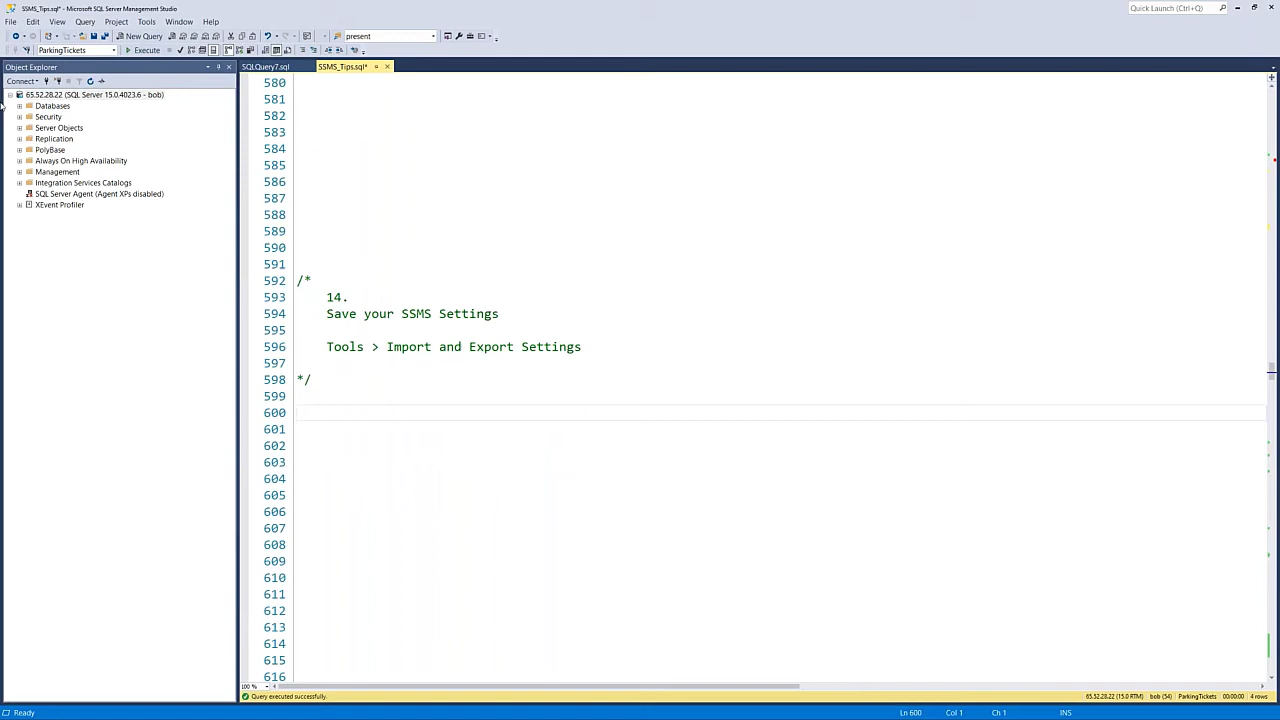 SSMS_Tips.sql* - Microsoft SQL Server Management Studio
Quick Launch (Ctrl+Q)
File Edit View Query Project Tools Window Help
New Query
present
ParkingTickets
Execute
Object Explorer
SQLQuery7.sql
SSMS_Tips.sql*
Connect
65.52.28.22 (SQL Server 15.0.4023.6 - bob)
Databases
Security
Server Objects
Replication
PolyBase
Always On High Availability
Management
Integration Services Catalogs
SQL Server Agent (Agent XPs disabled)
XEvent Profiler
580
581
582
583
584
585
586
587
588
589
590
591
592 /*
593 14.
594 Save your SSMS Settings
595
596 Tools > Import and Export Settings
597
598 */
599
600
601
602
603
604
605
606
607
608
609
610
611
612
613
614
615
616
100 %
Query executed successfully.
65.52.28.22 (15.0 RTM) bob (54) ParkingTickets 00:00:00 4 rows
Ready
Ln 600 Col 1 Ch 1 INS